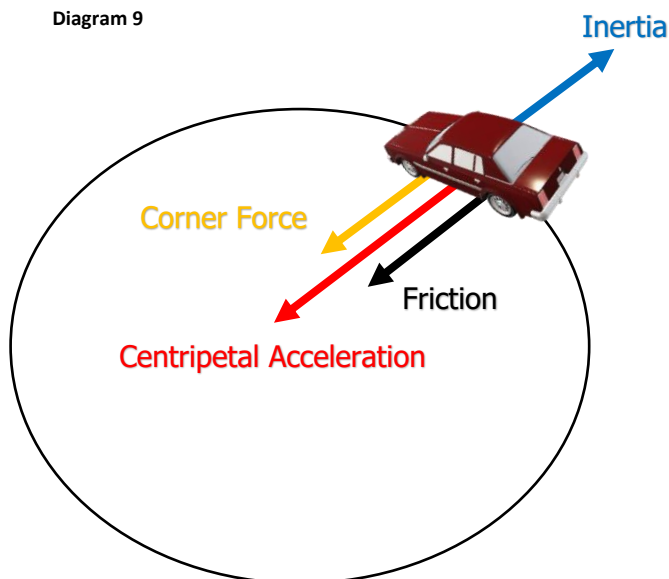 Diagram 9
Inertia
Corner Force
Friction
Centripetal Acceleration